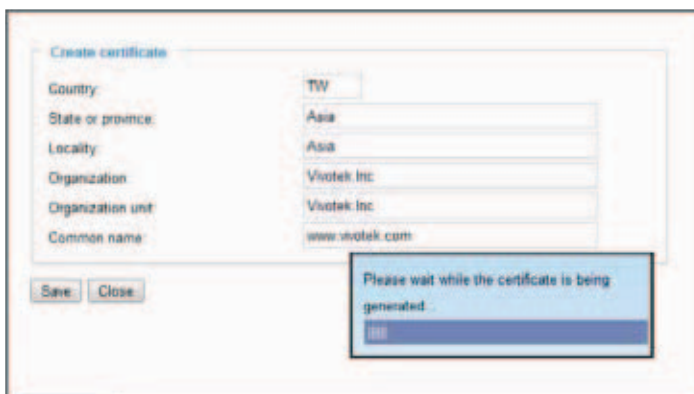 Create certificate
Country: TW
State or province: Asia
Locality: Asia
Organization: Vivotek.Inc
Organization unit: Vivotek.Inc
Common name: www.vivotek.com
Save Close
Please wait while the certificate is being
generated...